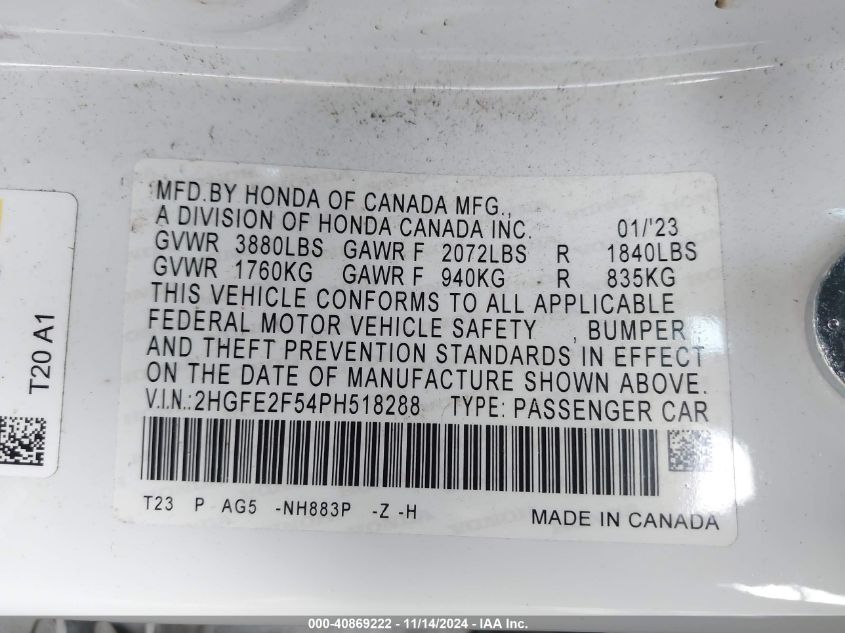 MFD.BY HONDA OF CANADA MFG.,
A DIVISION OF HONDA CANADA INC. 01/'23
GVWR 3880LBS GAWR F 2072LBS R 1840LBS
GVWR 1760KG GAWR F 940KG R 835KG
THIS VEHICLE CONFORMS TO ALL APPLICABLE
FEDERAL MOTOR VEHICLE SAFETY , BUMPER ,
AND THEFT PREVENTION STANDARDS IN EFFECT
ON THE DATE OF MANUFACTURE SHOWN ABOVE.
V.I.N.:2HGFE2F54PH518288 TYPE: PASSENGER CAR
T23 P AG5 -NH883P -Z -H MADE IN CANADA
T20 A1
000-40869222 - 11/14/2024 - IAA Inc.